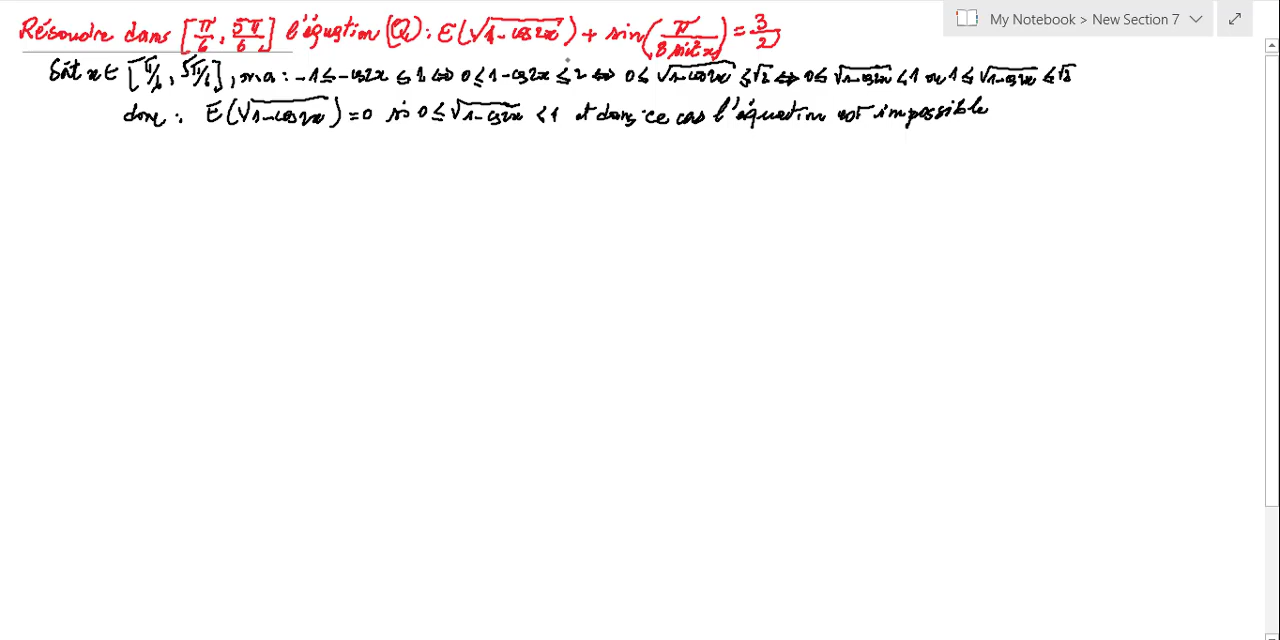 My Notebook > New Section 7
Résoudre dans [π/6, 5π/6] l'équation (Q) : E(√(1-cos2x)) + sin(π/(8 sin²x)) = 3/2
Soit x ∈ [π/6, 5π/6], on a : -1 ≤ -cos2x ≤ 1 ⇔ 0 ≤ 1-cos2x ≤ 2 ⇔ 0 ≤ √(1-cos2x) ≤ √2 ⇔ 0 ≤ √(1-cos2x) < 1 ou 1 ≤ √(1-cos2x) ≤ √2
donc : E(√(1-cos2x)) = 0 si 0 ≤ √(1-cos2x) < 1 et dans ce cas l'équation est impossible